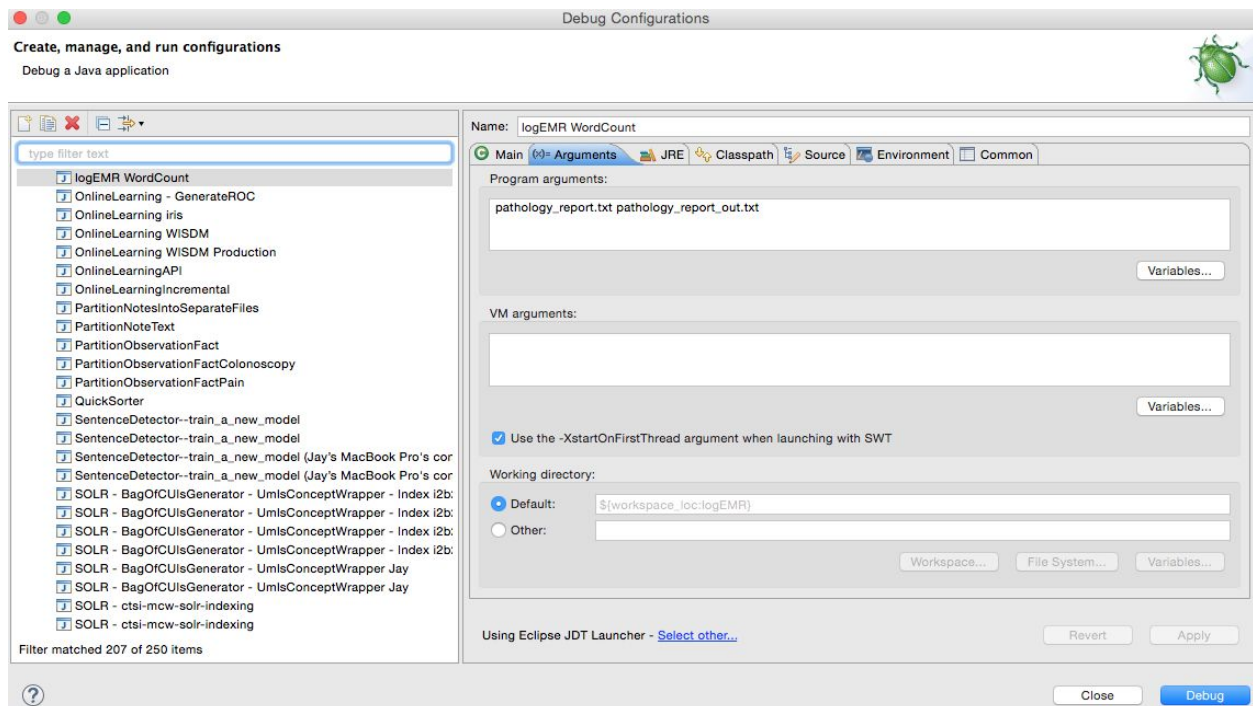 Debug Configurations
Create, manage, and run configurations
Debug a Java application
type filter text
logEMR WordCount
OnlineLearning - GenerateROC
OnlineLearning iris
OnlineLearning WISDM
OnlineLearning WISDM Production
OnlineLearningAPI
OnlineLearningIncremental
PartitionNotesIntoSeparateFiles
PartitionNoteText
PartitionObservationFact
PartitionObservationFactColonoscopy
PartitionObservationFactPain
QuickSorter
SentenceDetector--train_a_new_model
SentenceDetector--train_a_new_model
SentenceDetector--train_a_new_model (Jay's MacBook Pro's cor
SentenceDetector--train_a_new_model (Jay's MacBook Pro's cor
SOLR - BagOfCUIsGenerator - UmlsConceptWrapper - Index i2b2
SOLR - BagOfCUIsGenerator - UmlsConceptWrapper - Index i2b2
SOLR - BagOfCUIsGenerator - UmlsConceptWrapper - Index i2b2
SOLR - BagOfCUIsGenerator - UmlsConceptWrapper - Index i2b2
SOLR - BagOfCUIsGenerator - UmlsConceptWrapper Jay
SOLR - BagOfCUIsGenerator - UmlsConceptWrapper Jay
SOLR - ctsi-mcw-solr-indexing
SOLR - ctsi-mcw-solr-indexing
Filter matched 207 of 250 items
Name: logEMR WordCount
Main (x)= Arguments JRE Classpath Source Environment Common
Program arguments:
pathology_report.txt pathology_report_out.txt
Variables...
VM arguments:
Variables...
Use the -XstartOnFirstThread argument when launching with SWT
Working directory:
Default: ${workspace_loc:logEMR}
Other:
Workspace... File System... Variables...
Using Eclipse JDT Launcher - Select other...
Revert Apply
? Close Debug